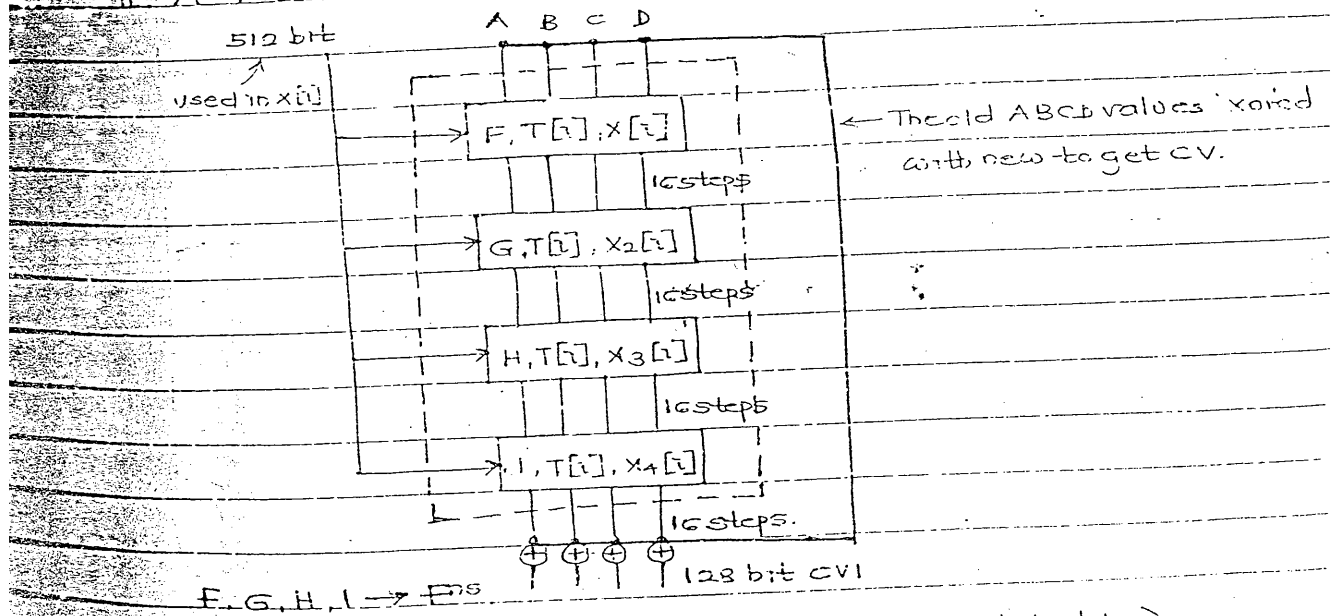 A B C D
512 bit
used in X[i]
F, T[i], X[i]
← The old ABCD values xored
with new to get CV.
16 steps
G, T[i], X2[i]
16 steps
H, T[i], X3[i]
16 steps
I, T[i], X4[i]
16 steps.
128 bit CV1
F, G, H, I → Fns